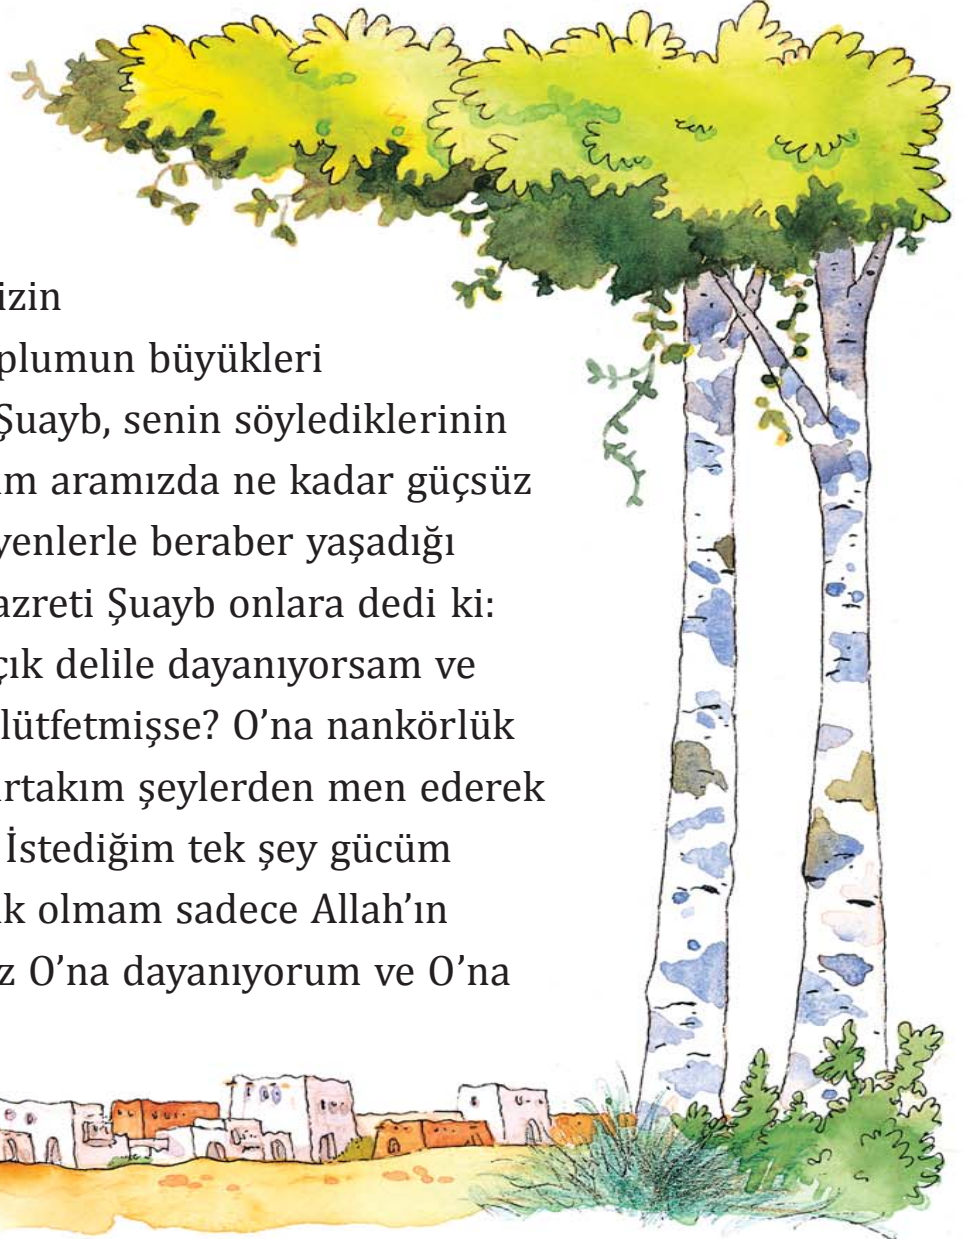 izin
plumun büyükleri
Şuayb, senin söylediklerinin
m aramızda ne kadar güçsüz
yenlerle beraber yaşadığı
azreti Şuayb onlara dedi ki:
çık delile dayanıyorsam ve
lütfetmişse? O’na nankörlük
rtakım şeylerden men ederek
İstediğim tek şey gücüm
k olmam sadece Allah’ın
z O’na dayanıyorum ve O’na